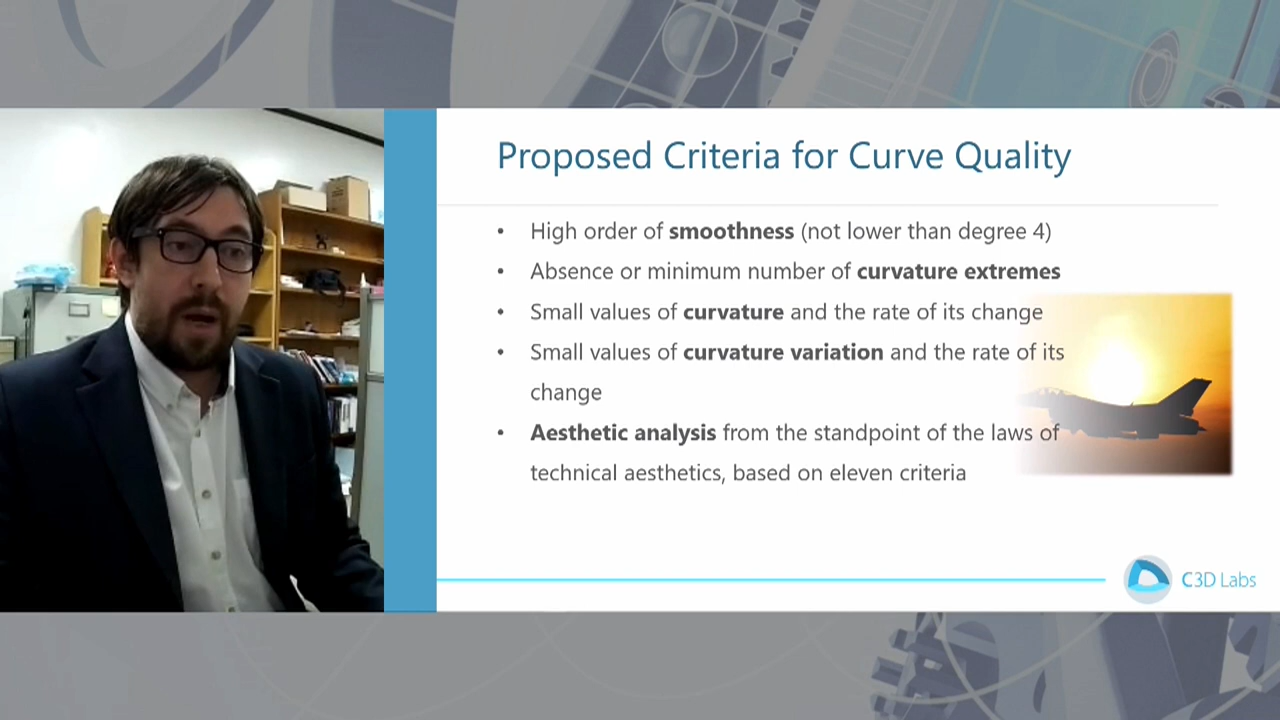 Proposed Criteria for Curve Quality
• High order of smoothness (not lower than degree 4)
• Absence or minimum number of curvature extremes
• Small values of curvature and the rate of its change
• Small values of curvature variation and the rate of its
change
• Aesthetic analysis from the standpoint of the laws of
technical aesthetics, based on eleven criteria
C3D Labs